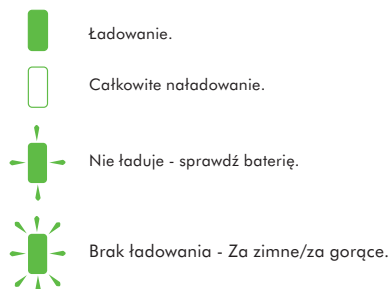 Ładowanie.
Całkowite naładowanie.
Nie ładuje - sprawdź baterię.
Brak ładowania - Za zimne/za gorące.